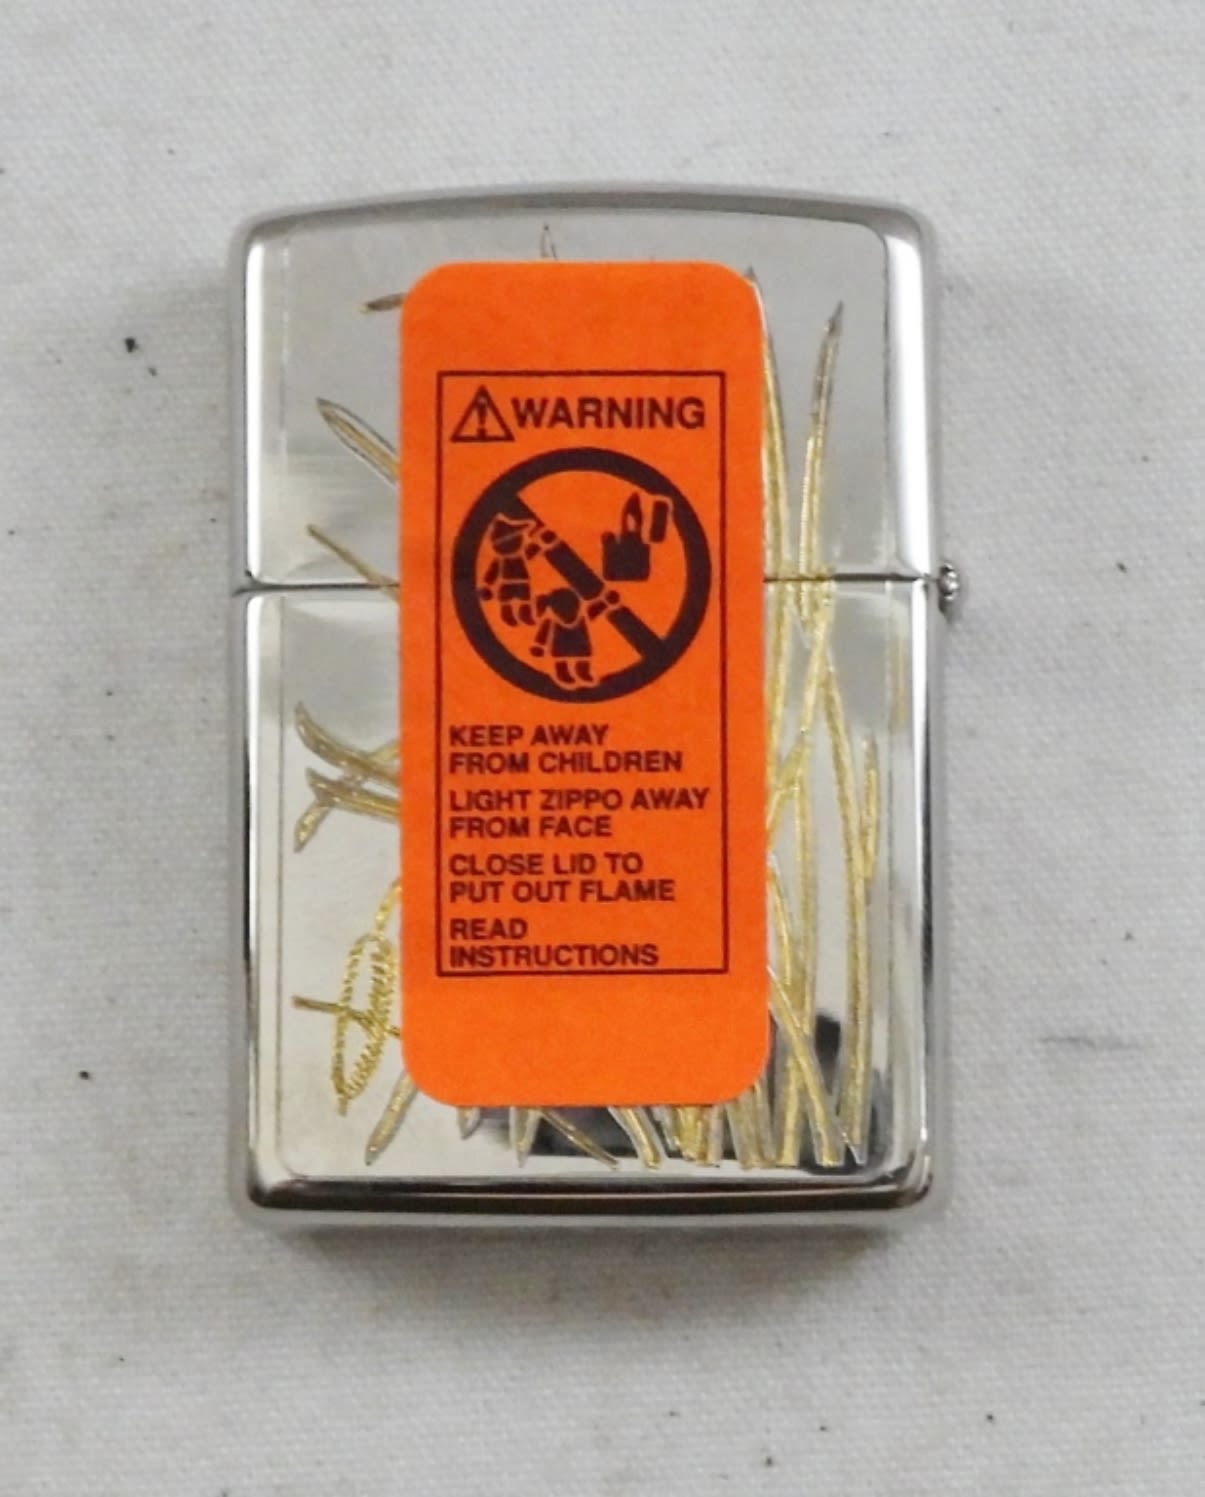 WARNING
KEEP AWAY
FROM CHILDREN
LIGHT ZIPPO AWAY
FROM FACE
CLOSE LID TO
PUT OUT FLAME
READ
INSTRUCTIONS